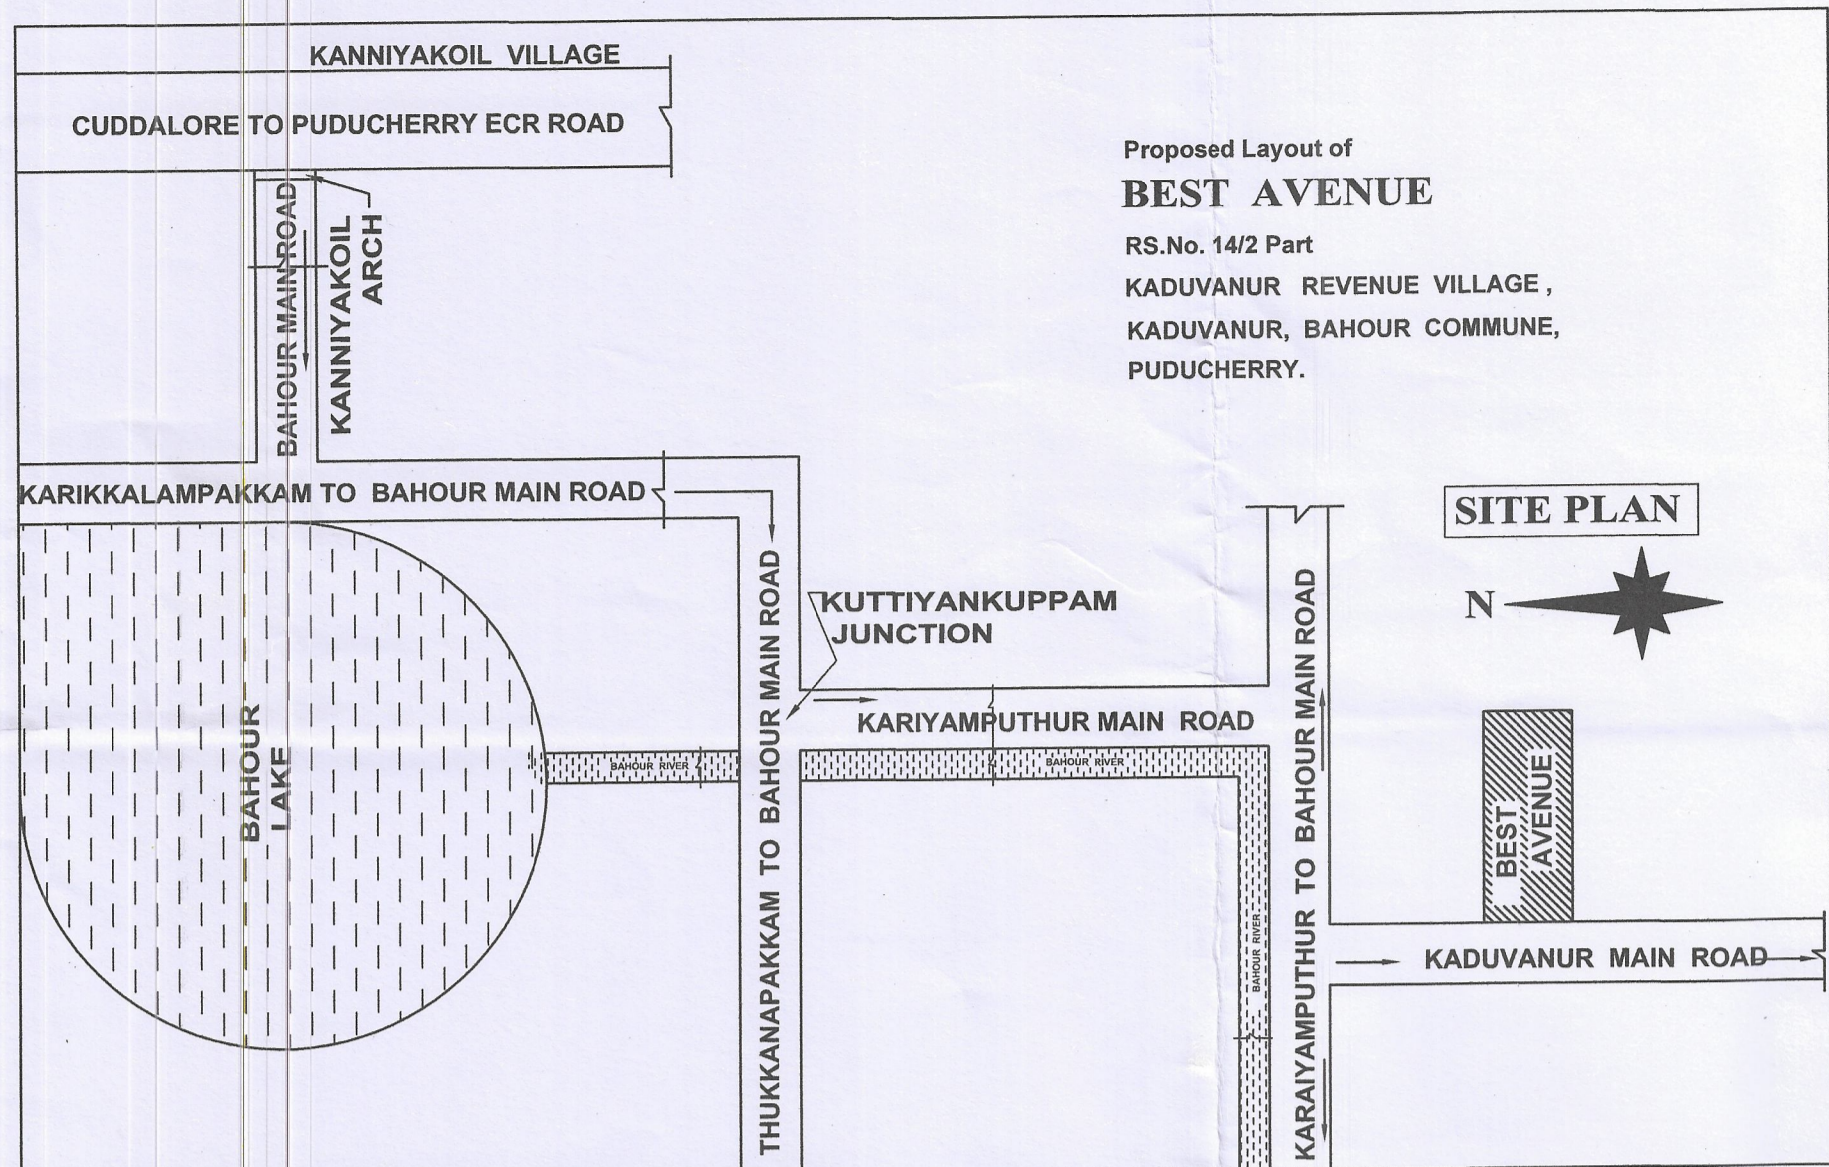 KANNIYAKOIL VILLAGE
CUDDALORE TO PUDUCHERRY ECR ROAD
BAHOUR MAIN ROAD
KANNIYAKOIL
ARCH
Proposed Layout of
BEST AVENUE
RS.No. 14/2 Part
KADUVANUR REVENUE VILLAGE ,
KADUVANUR, BAHOUR COMMUNE,
PUDUCHERRY.
KARIKKALAMPAKKAM TO BAHOUR MAIN ROAD
SITE PLAN
N
KUTTIYANKUPPAM
JUNCTION
THUKKANAPAKKAM TO BAHOUR MAIN ROAD
KARIYAMPUTHUR MAIN ROAD
BAHOUR RIVER
BAHOUR RIVER
BAHOUR RIVER
BAHOUR
LAKE
KARAIYAMPUTHUR TO BAHOUR MAIN ROAD
BEST
AVENUE
KADUVANUR MAIN ROAD